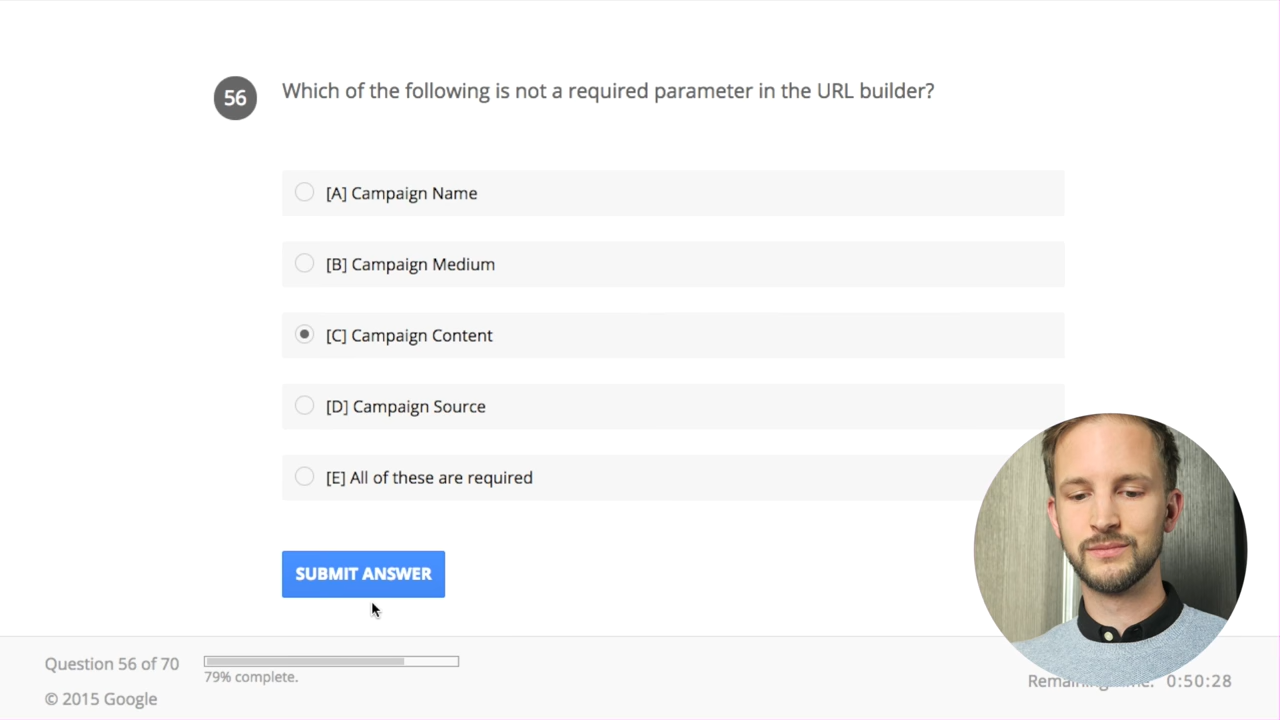 56
Which of the following is not a required parameter in the URL builder?
[A] Campaign Name
[B] Campaign Medium
[C] Campaign Content
[D] Campaign Source
[E] All of these are required
SUBMIT ANSWER
Question 56 of 70
79% complete.
© 2015 Google
0:50:28